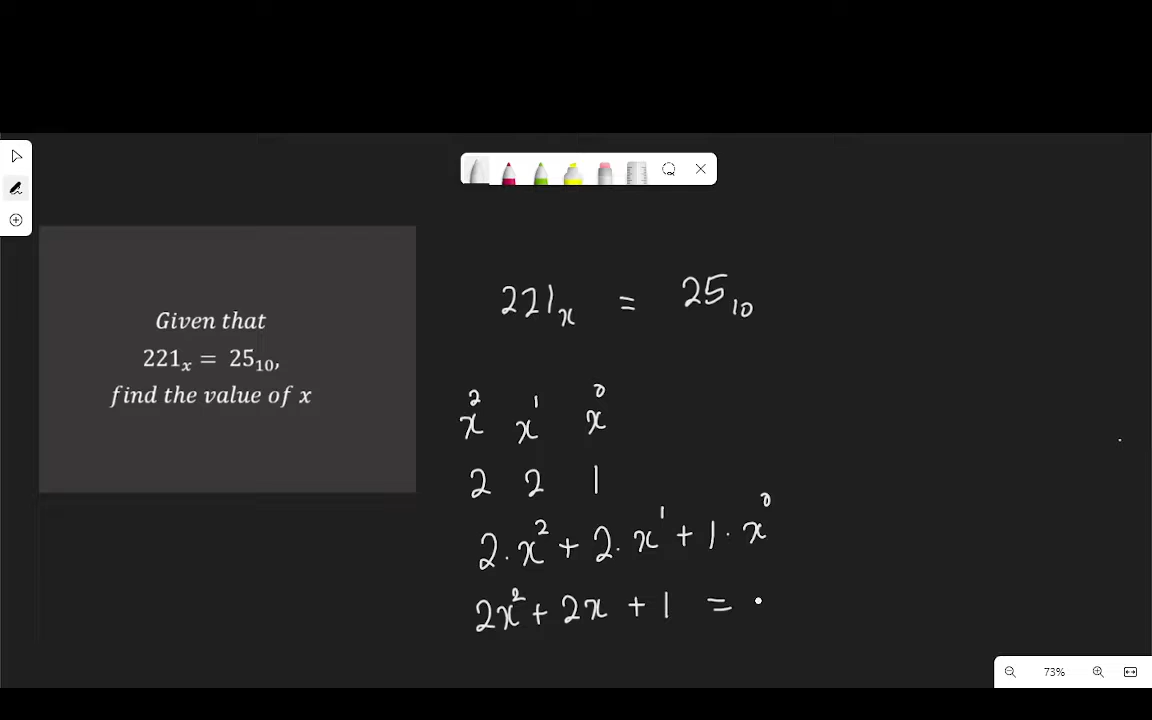 Given that
221ₓ = 25₁₀,
find the value of x
221ₓ = 25₁₀
x² x¹ x⁰
2 2 1
2·x² + 2·x¹ + 1·x⁰
2x² + 2x + 1 =
73%